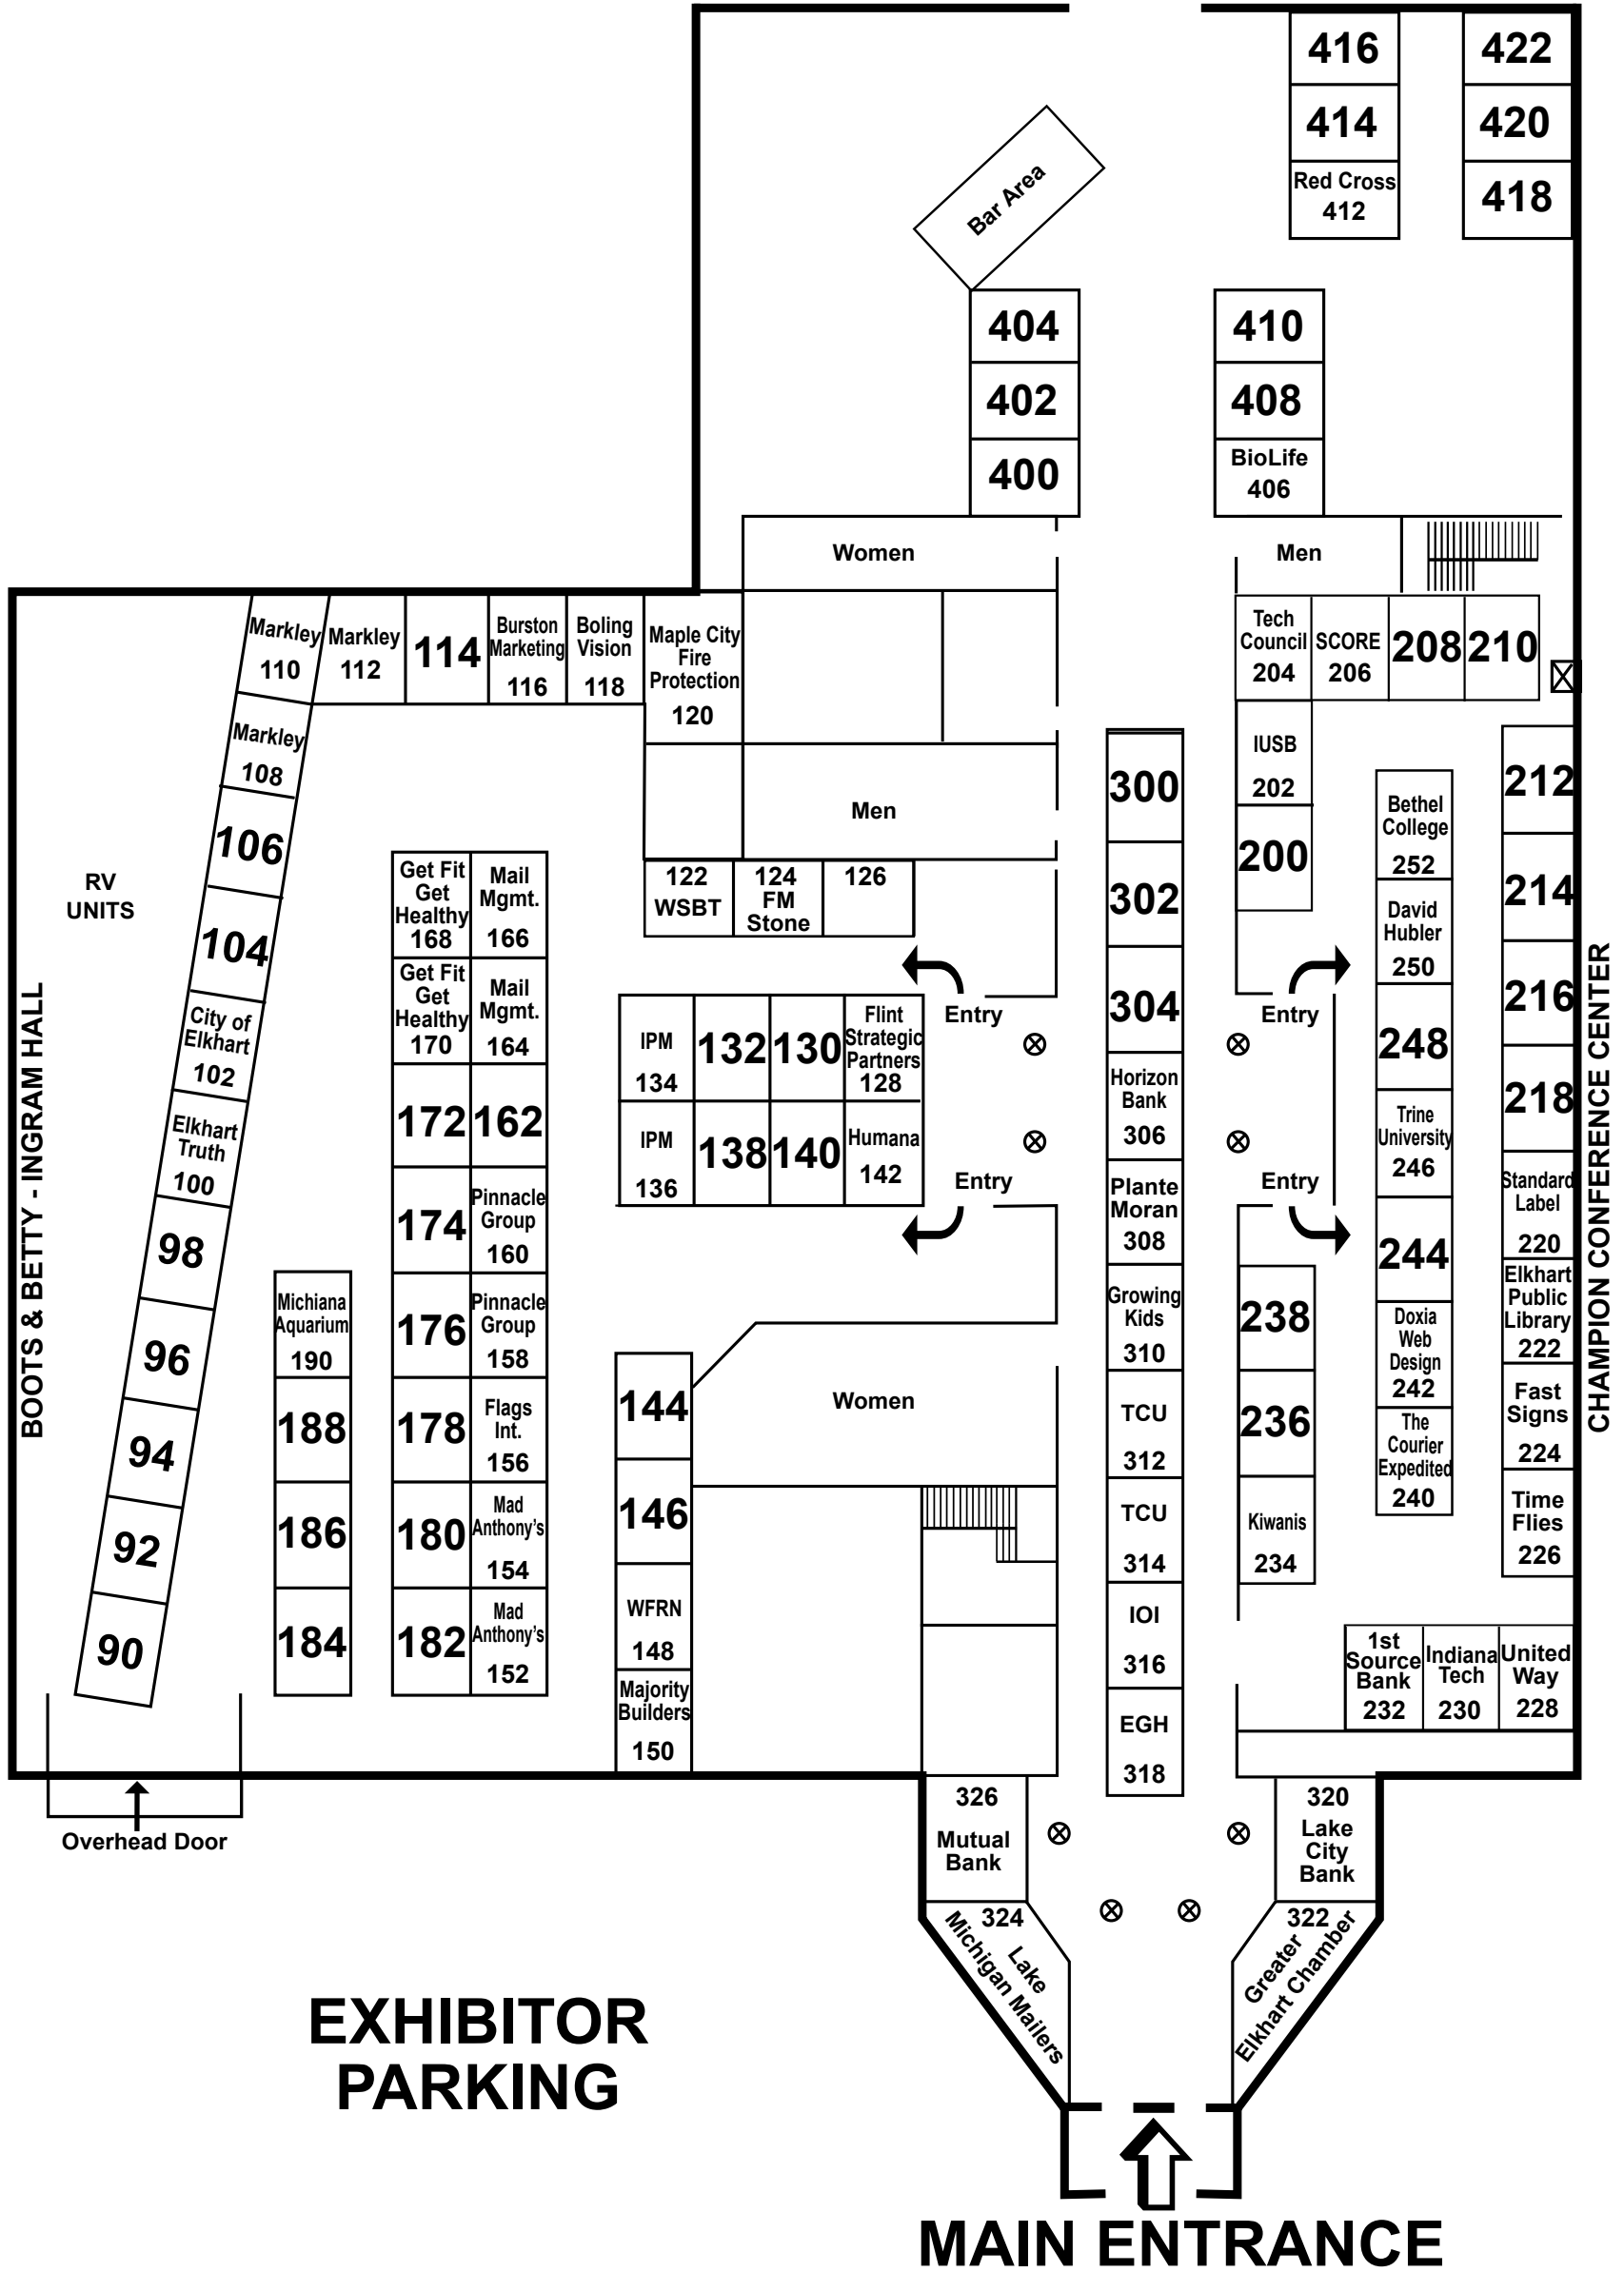 416
422
414
420
Red Cross
412
418
Bar Area
404
410
402
408
400
BioLife
406
Women
Men
Markley
110
Markley
112
114
Burston
Marketing
116
Boling
Vision
118
Maple City
Fire
Protection
120
Tech
Council
204
SCORE
206
208
210
Markley
108
106
104
City of
Elkhart
102
Elkhart
Truth
100
98
96
94
92
90
RV
UNITS
BOOTS & BETTY - INGRAM HALL
Get Fit
Get
Healthy
168
Mail
Mgmt.
166
Get Fit
Get
Healthy
170
Mail
Mgmt.
164
172
162
174
Pinnacle
Group
160
176
Pinnacle
Group
158
178
Flags
Int.
156
180
Mad
Anthony's
154
182
Mad
Anthony's
152
Michiana
Aquarium
190
188
186
184
Men
122
WSBT
124
FM
Stone
126
IPM
134
132
130
Flint
Strategic
Partners
128
IPM
136
138
140
Humana
142
Entry
Entry
144
146
WFRN
148
Majority
Builders
150
Women
300
302
304
Horizon
Bank
306
Plante
Moran
308
Growing
Kids
310
TCU
312
TCU
314
IOI
316
EGH
318
IUSB
202
200
Entry
Entry
238
236
Kiwanis
234
Bethel
College
252
David
Hubler
250
248
Trine
University
246
244
Doxia
Web
Design
242
The
Courier
Expedited
240
212
214
216
218
Standard
Label
220
Elkhart
Public
Library
222
Fast
Signs
224
Time
Flies
226
1st
Source
Bank
232
Indiana
Tech
230
United
Way
228
CHAMPION CONFERENCE CENTER
Overhead Door
326
Mutual
Bank
320
Lake
City
Bank
324
Lake
Michigan Mailers
322
Greater
Elkhart Chamber
EXHIBITOR
PARKING
MAIN ENTRANCE